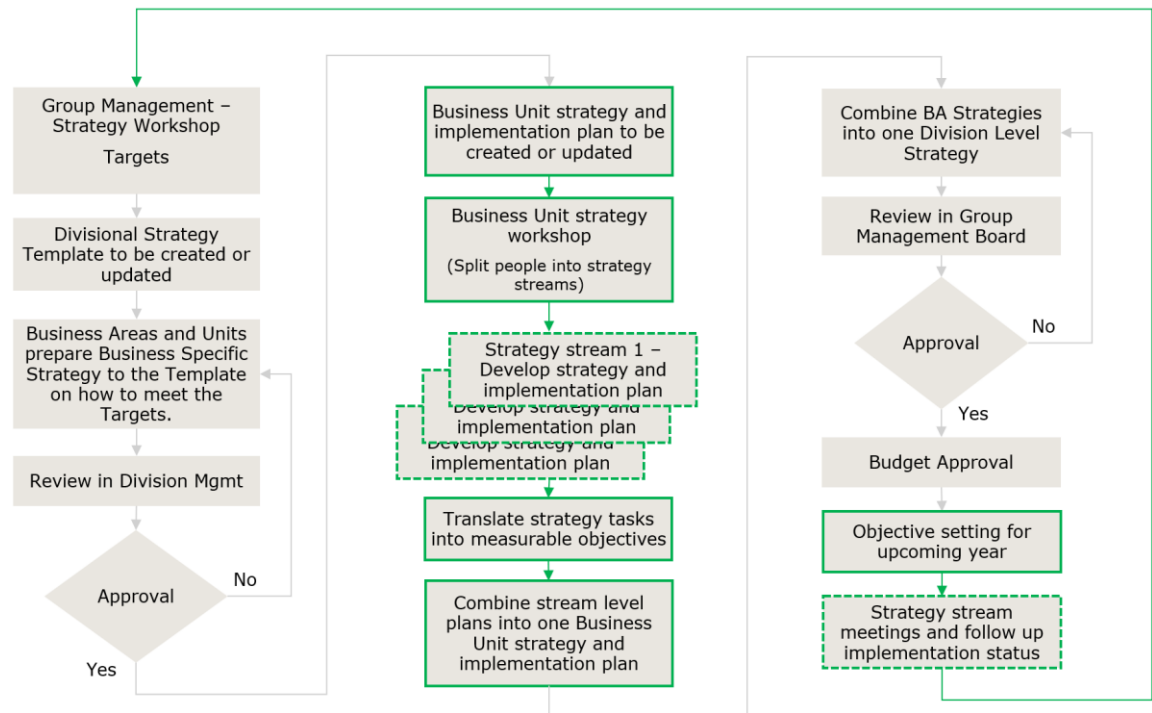 Group Management –
Strategy Workshop
Targets
Divisional Strategy
Template to be created or
updated
Business Areas and Units
prepare Business Specific
Strategy to the Template
on how to meet the
Targets.
Review in Division Mgmt
Approval
No
Yes
Business Unit strategy and
implementation plan to be
created or updated
Business Unit strategy
workshop
(Split people into strategy
streams)
Strategy stream 1 –
Develop strategy and
implementation plan
Develop strategy and
implementation plan
Develop strategy and
implementation plan
Translate strategy tasks
into measurable objectives
Combine stream level
plans into one Business
Unit strategy and
implementation plan
Combine BA Strategies
into one Division Level
Strategy
Review in Group
Management Board
Approval
No
Yes
Budget Approval
Objective setting for
upcoming year
Strategy stream
meetings and follow up
implementation status